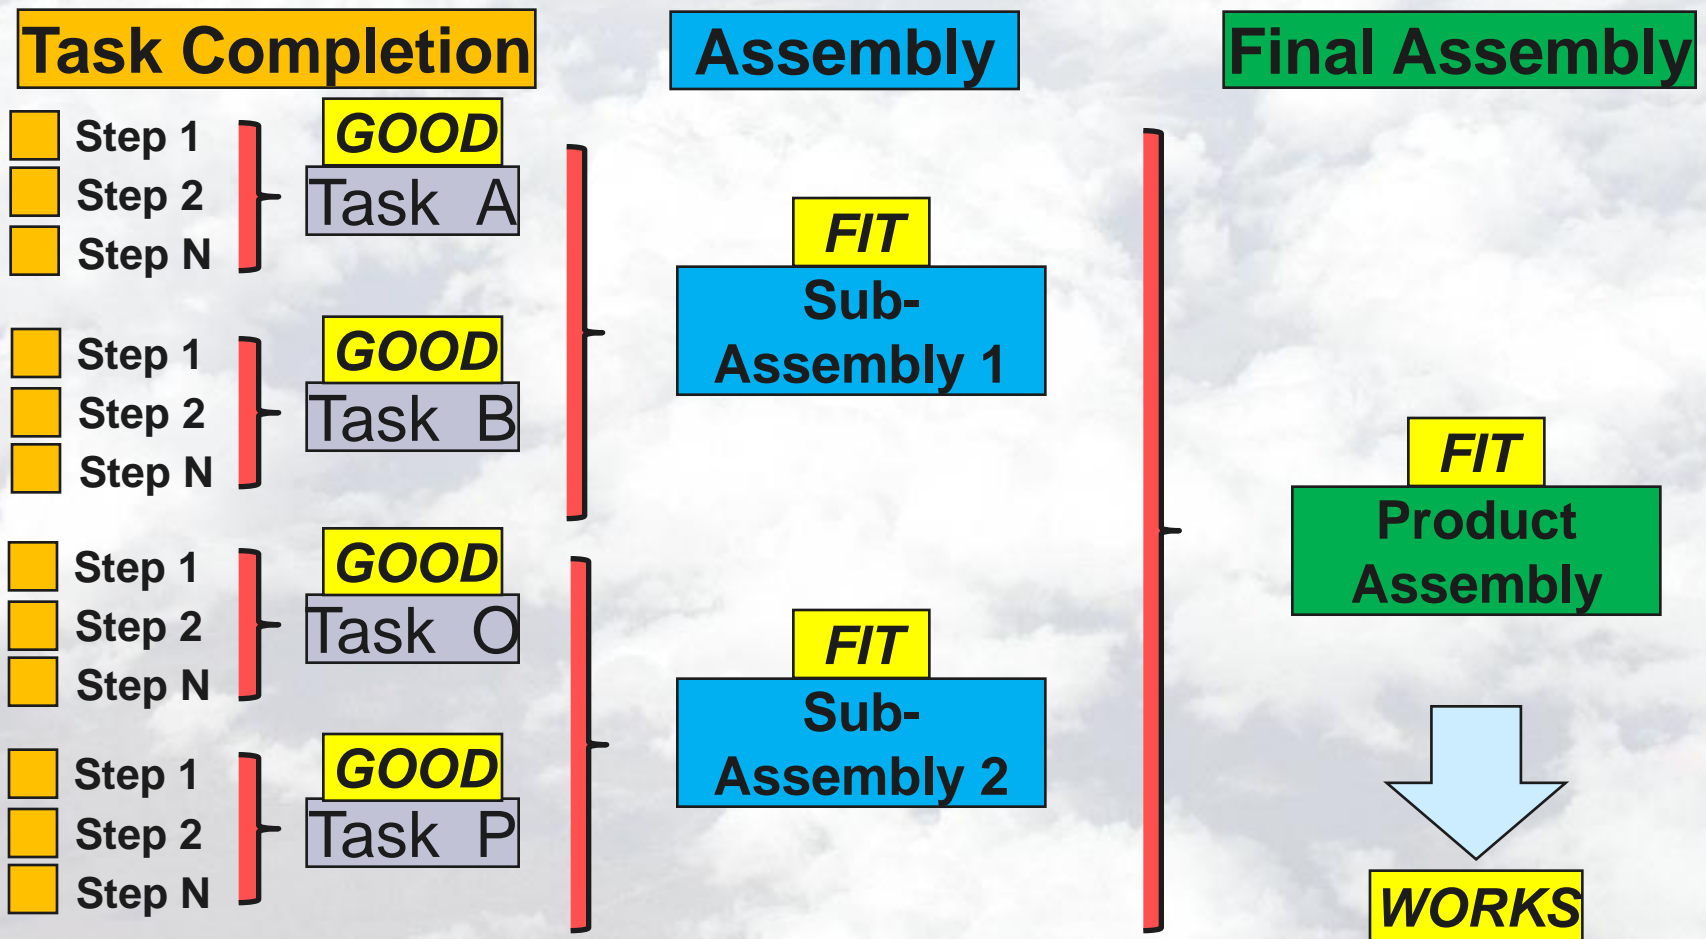 Task Completion
Assembly
Final Assembly
Step 1
Step 2
Step N
GOOD
Task A
Step 1
Step 2
Step N
GOOD
Task B
Step 1
Step 2
Step N
GOOD
Task O
Step 1
Step 2
Step N
GOOD
Task P
FIT
Sub-
Assembly 1
FIT
Sub-
Assembly 2
FIT
Product
Assembly
WORKS